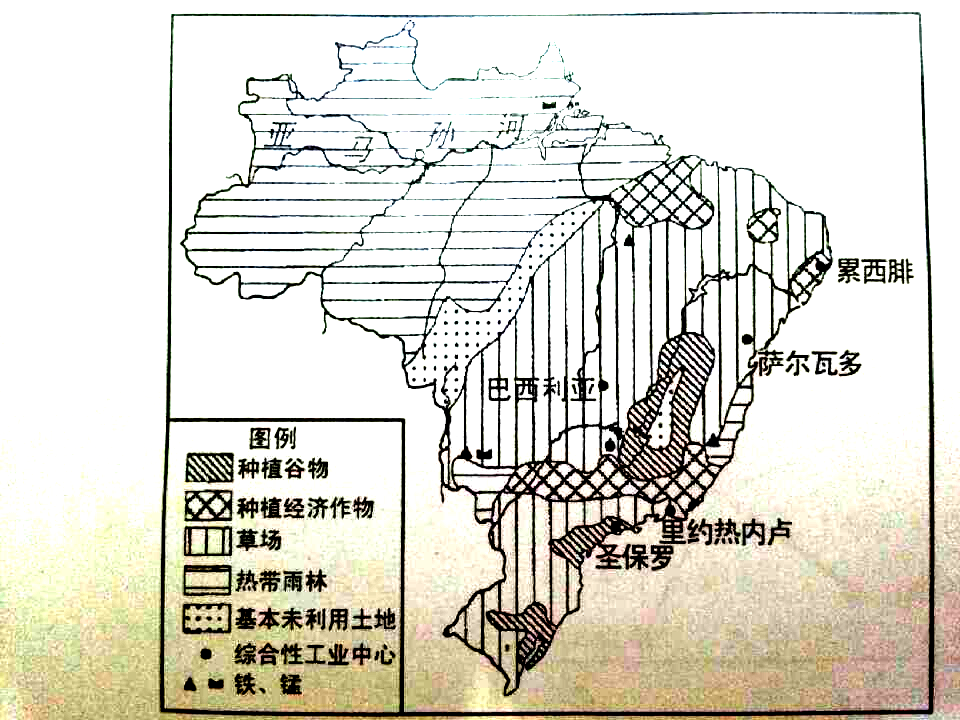 亚马孙河
累西腓
萨尔瓦多
巴西利亚
里约热内卢
圣保罗
图例
种植谷物
种植经济作物
草场
热带雨林
基本未利用土地
综合性工业中心
铁、锰